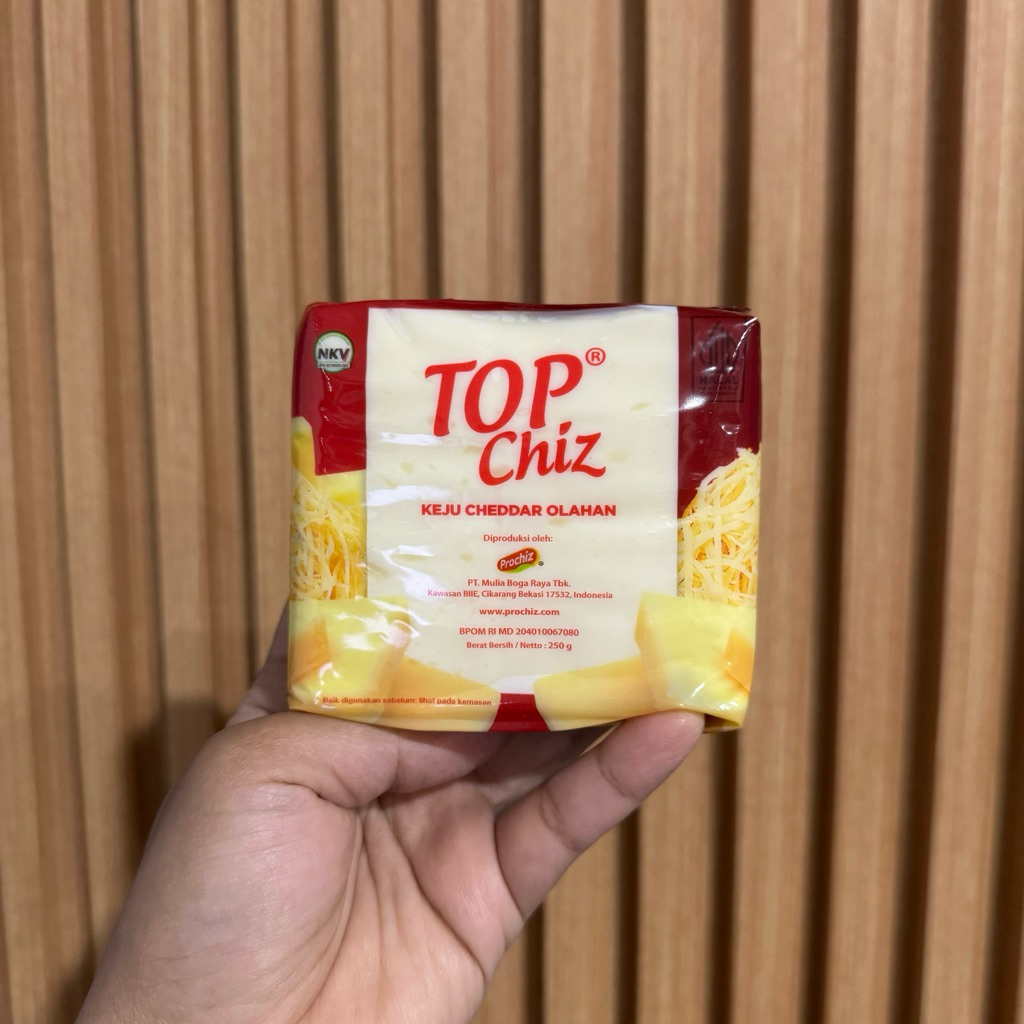 NKV
TOP®
Chiz
KEJU CHEDDAR OLAHAN
Diproduksi oleh:
Prochiz®
PT. Mulia Boga Raya Tbk.
Kawasan BIIE, Cikarang Bekasi 17532, Indonesia
www.prochiz.com
BPOM RI MD 204010067080
Berat Bersih / Netto : 250 g
Baik digunakan sebelum: lihat pada kemasan
HALAL